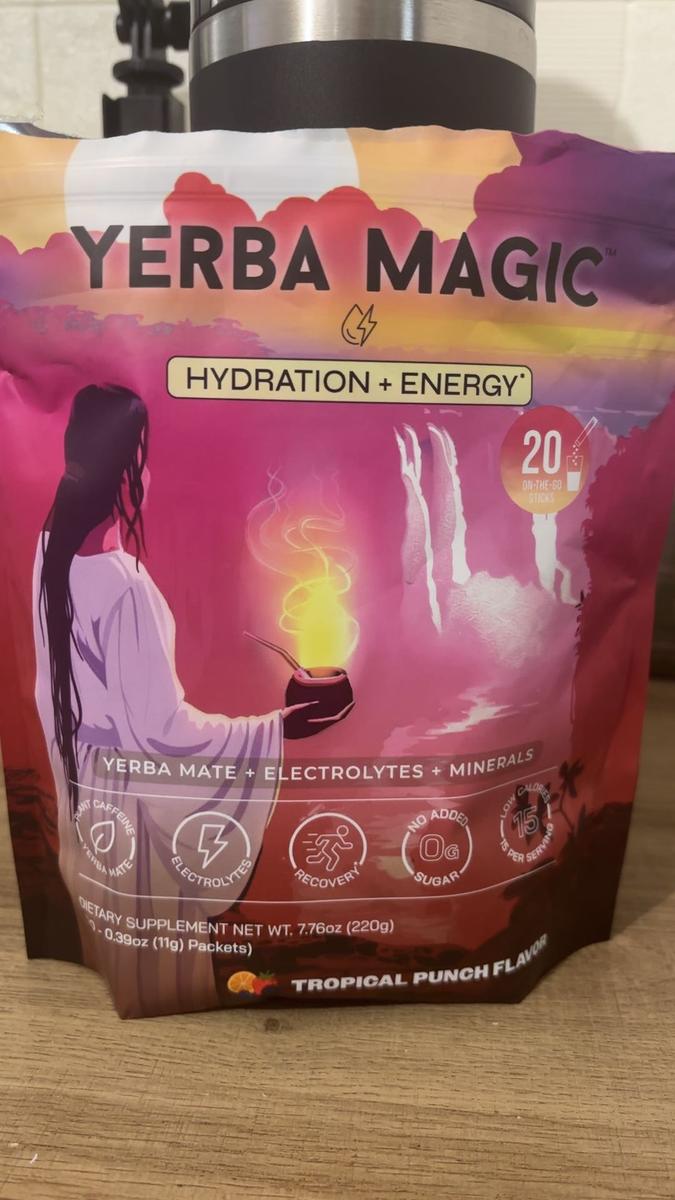 YERBA MAGIC™
HYDRATION + ENERGY*
20
ON-THE-GO
STICKS
YERBA MATE + ELECTROLYTES + MINERALS
PLANT CAFFEINE
YERBA MATE
ELECTROLYTES
RECOVERY*
NO ADDED
0G
SUGAR
LOW CALORIES
15
15 PER SERVING
DIETARY SUPPLEMENT NET WT. 7.76oz (220g)
- 0.39oz (11g) Packets)
TROPICAL PUNCH FLAVOR